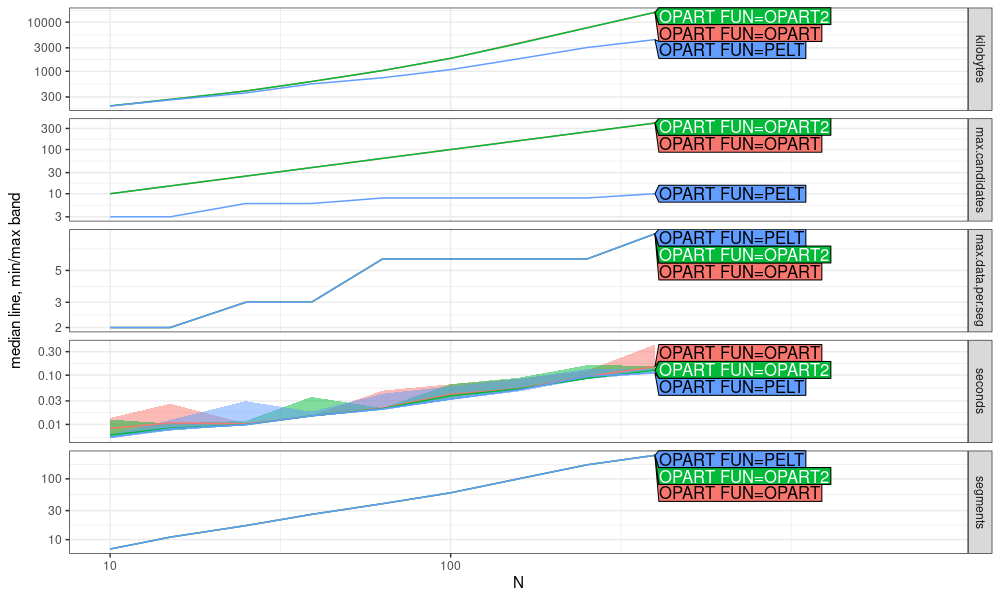 median line, min/max band
10000
3000
1000
300
OPART FUN=OPART2
OPART FUN=OPART
OPART FUN=PELT
kilobytes
300
100
30
10
3
OPART FUN=OPART2
OPART FUN=OPART
OPART FUN=PELT
max.candidates
5
3
2
OPART FUN=PELT
OPART FUN=OPART2
OPART FUN=OPART
max.data.per.seg
0.30
0.10
0.03
0.01
OPART FUN=OPART
OPART FUN=OPART2
OPART FUN=PELT
seconds
100
30
10
OPART FUN=PELT
OPART FUN=OPART2
OPART FUN=OPART
segments
10
100
N